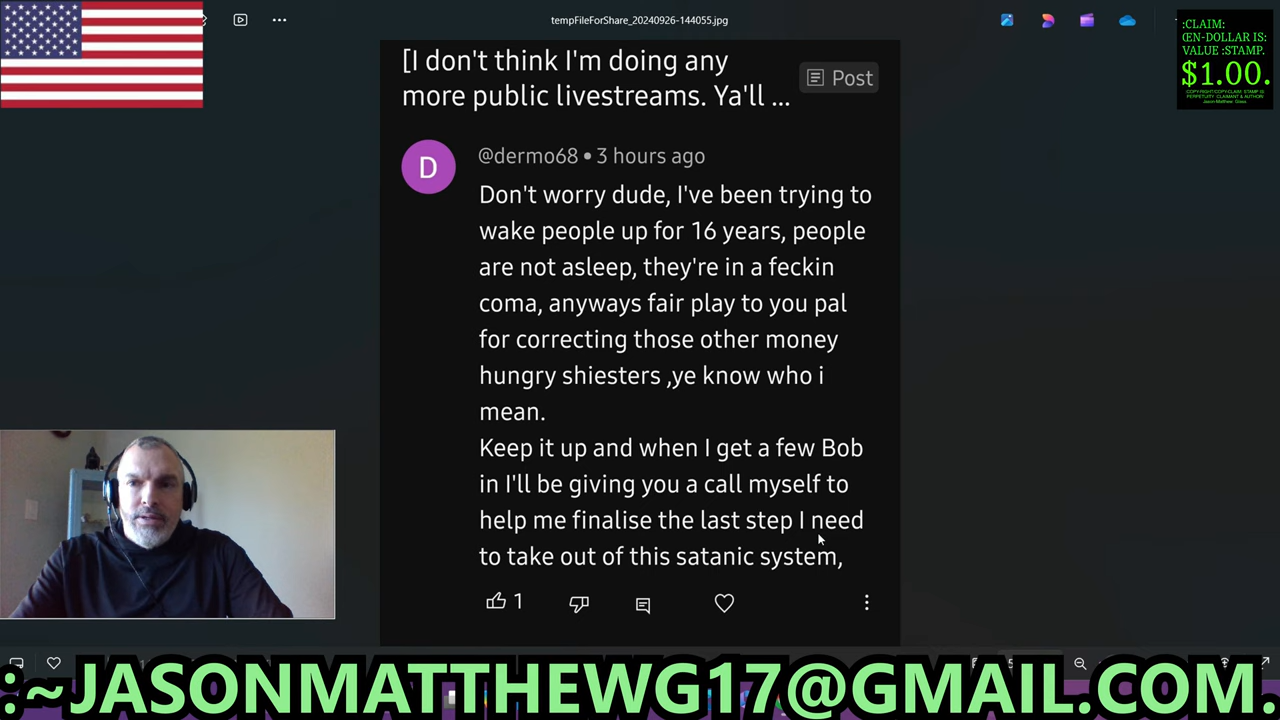 tempFileForShare_20240926-144055.jpg
:CLAIM:
ŒN-DOLLAR IS:
VALUE :STAMP.
$1.00.
[I don't think I'm doing any
more public livestreams. Ya'll ...
Post
D
@dermo68 • 3 hours ago
Don't worry dude, I've been trying to
wake people up for 16 years, people
are not asleep, they're in a feckin
coma, anyways fair play to you pal
for correcting those other money
hungry shiesters ,ye know who i
mean.
Keep it up and when I get a few Bob
in I'll be giving you a call myself to
help me finalise the last step I need
to take out of this satanic system,
1
:~JASONMATTHEWG17@GMAIL.COM.